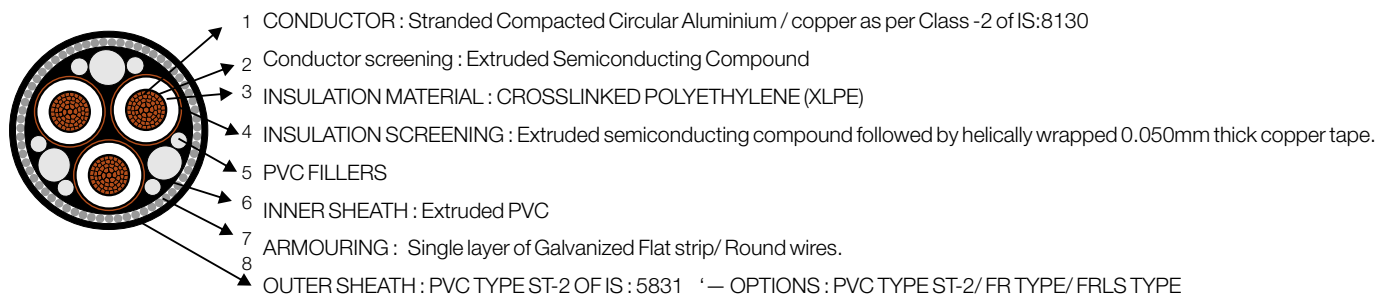 1 CONDUCTOR : Stranded Compacted Circular Aluminium / copper as per Class -2 of IS:8130
2 Conductor screening : Extruded Semiconducting Compound
3 INSULATION MATERIAL : CROSSLINKED POLYETHYLENE (XLPE)
4 INSULATION SCREENING : Extruded semiconducting compound followed by helically wrapped 0.050mm thick copper tape.
5 PVC FILLERS
6 INNER SHEATH : Extruded PVC
7 ARMOURING : Single layer of Galvanized Flat strip/ Round wires.
8 OUTER SHEATH : PVC TYPE ST-2 OF IS : 5831 ‘— OPTIONS : PVC TYPE ST-2/ FR TYPE/ FRLS TYPE